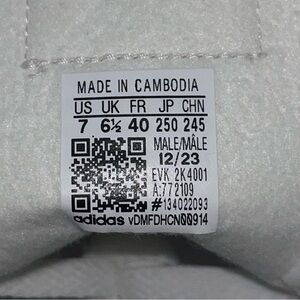 MADE IN CAMBODIA
US UK FR JP CHN
7 6½ 40 250 245
MALE/MÂLE
12/23
EVK 2K4001
A:772109
#134022093
adidas vDMFDHCN00914